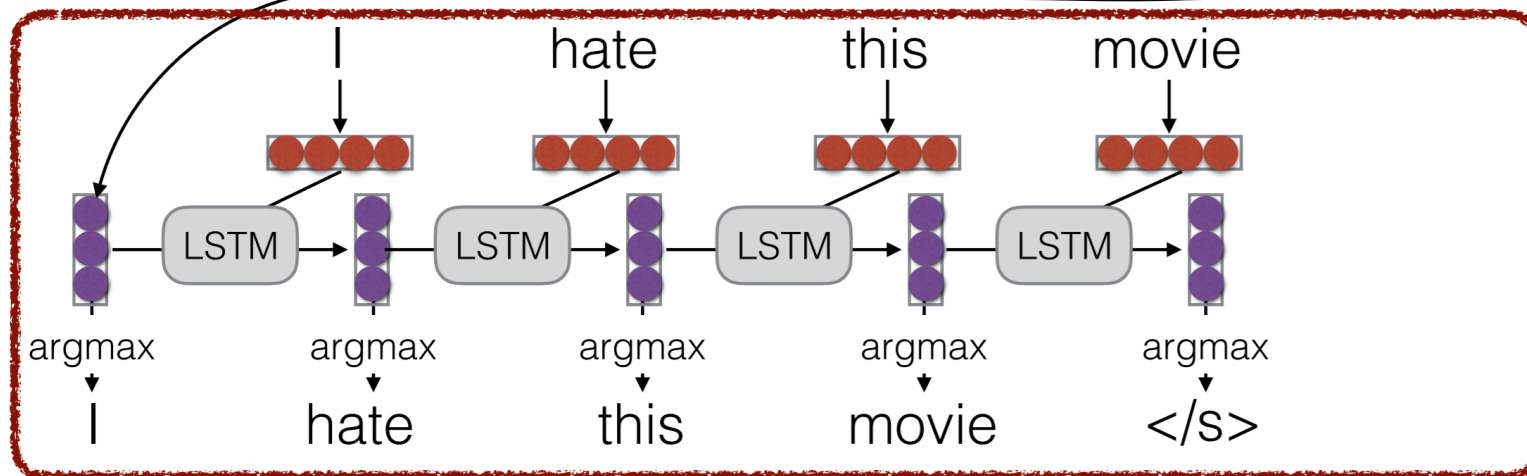 I hate this movie
LSTM LSTM LSTM LSTM
argmax argmax argmax argmax argmax
I hate this movie </s>